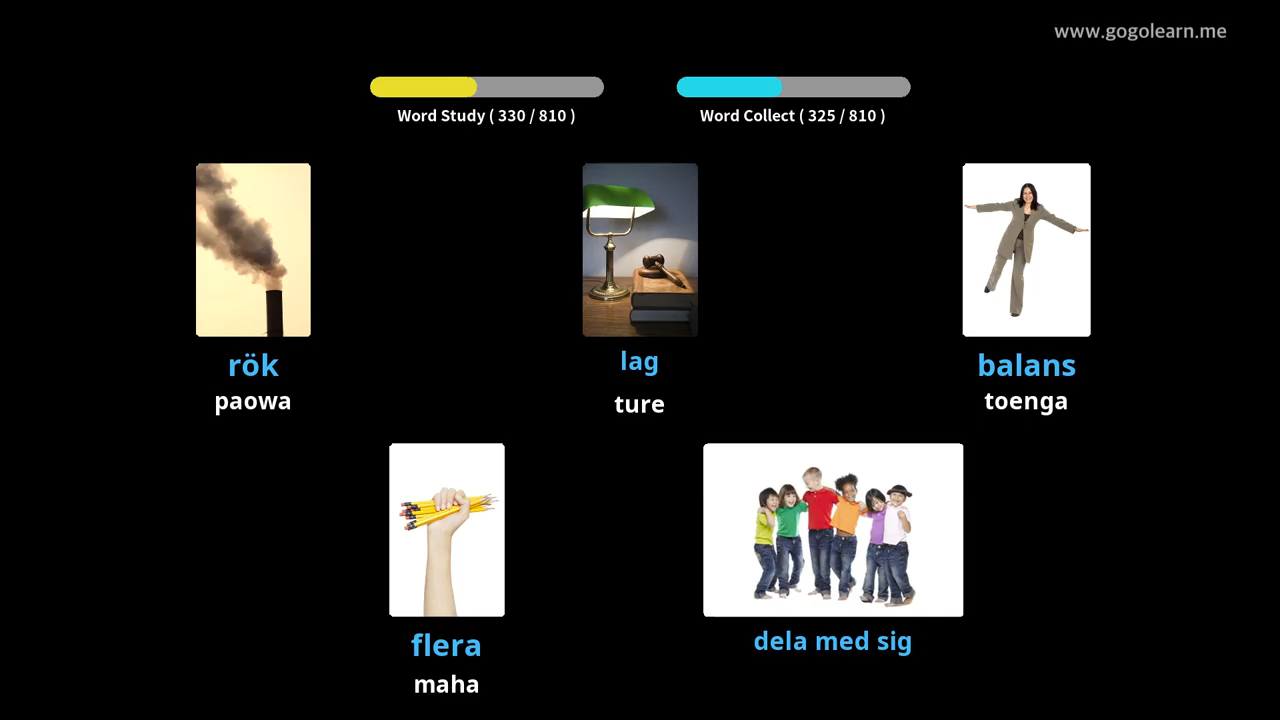 www.gogolearn.me
Word Study ( 330 / 810 )
Word Collect ( 325 / 810 )
rök
paowa
lag
ture
balans
toenga
flera
maha
dela med sig